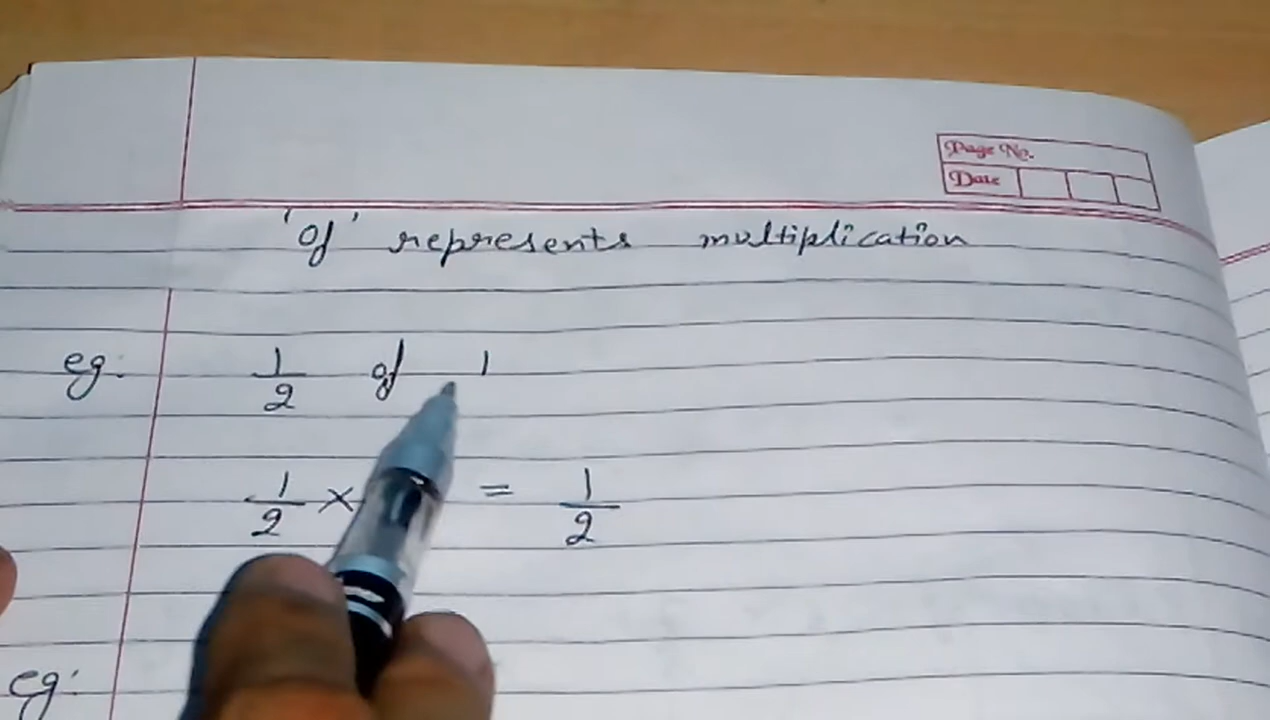 Page No.
Date
'of' represents multiplication
eg: 1/2 of 1
1/2 × = 1/2
eg: